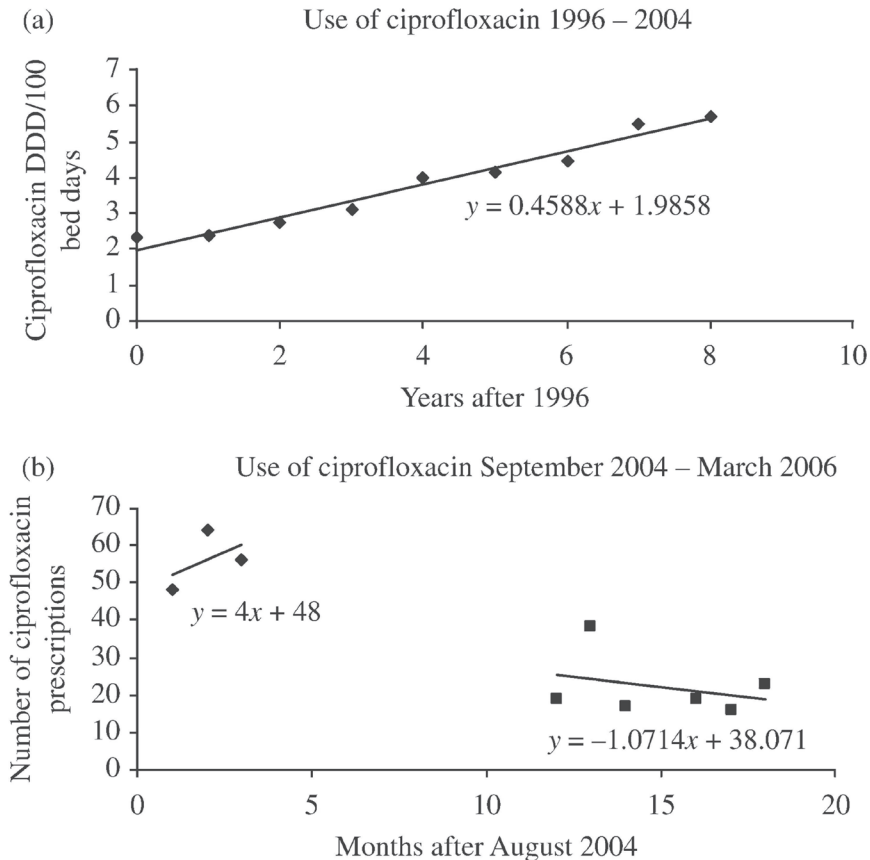 (a) Use of ciprofloxacin 1996 – 2004
Ciprofloxacin DDD/100
bed days
7
6
5
4
3
2
1
0
y = 0.4588x + 1.9858
0 2 4 6 8 10
Years after 1996
(b) Use of ciprofloxacin September 2004 – March 2006
Number of ciprofloxacin
prescriptions
70
60
50
40
30
20
10
0
y = 4x + 48
y = –1.0714x + 38.071
0 5 10 15 20
Months after August 2004